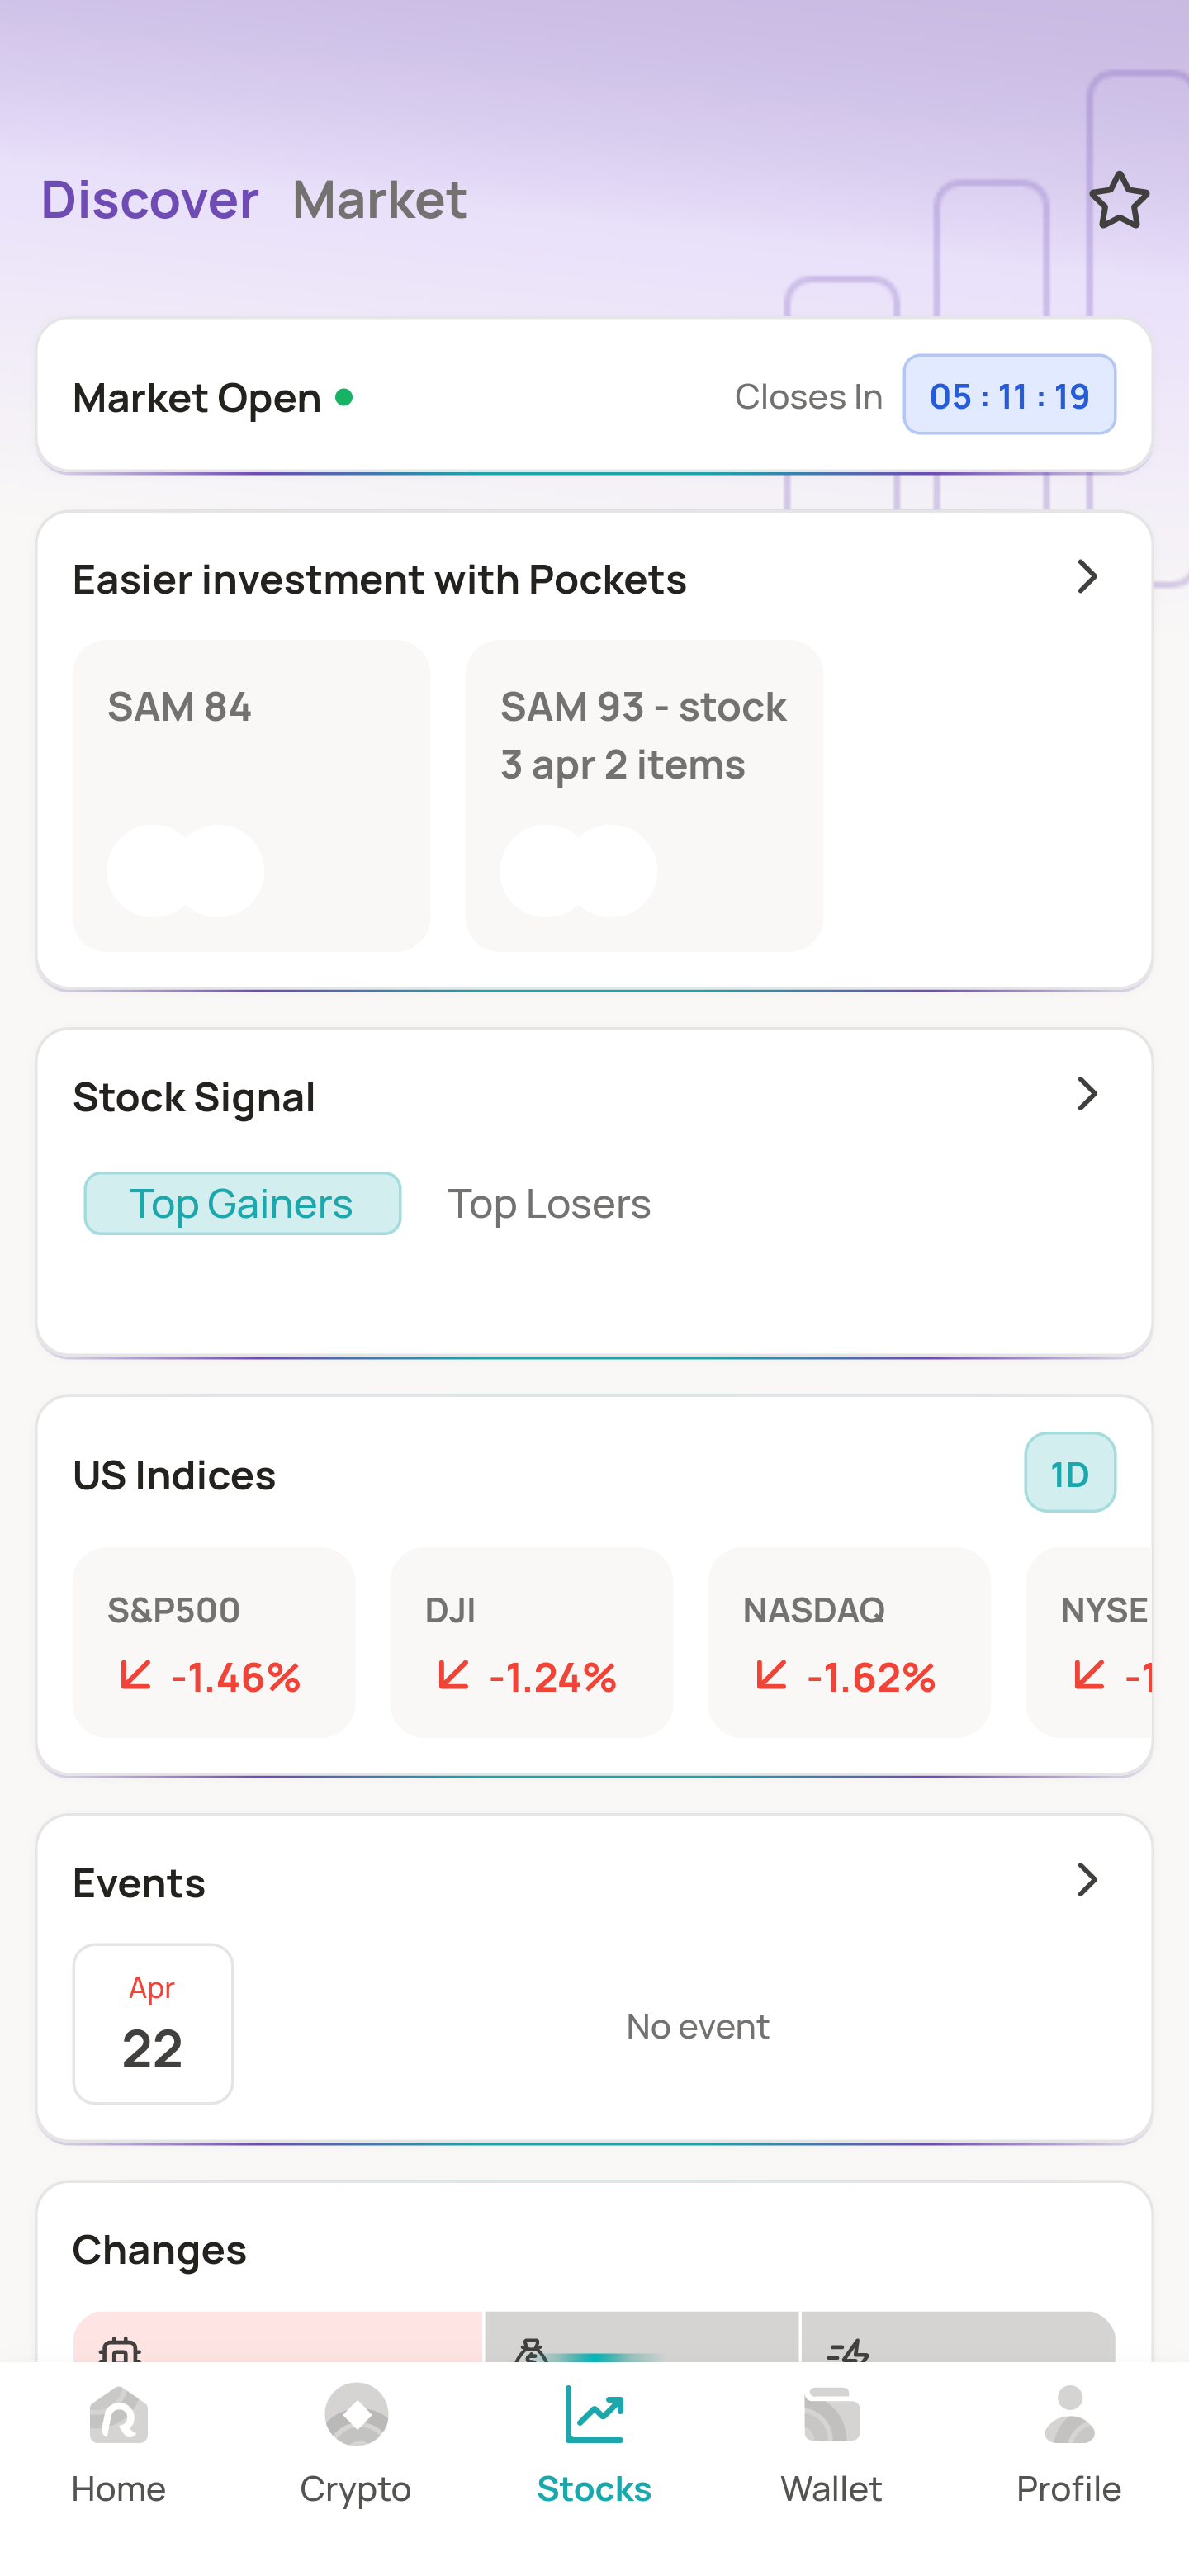 Discover Market
Market Open
Closes In 05 : 11 : 19
Easier investment with Pockets
SAM 84
SAM 93 - stock
3 apr 2 items
Stock Signal
Top Gainers
Top Losers
US Indices
1D
S&P500
-1.46%
DJI
-1.24%
NASDAQ
-1.62%
NYSE
-1
Events
Apr
22
No event
Changes
Home
Crypto
Stocks
Wallet
Profile